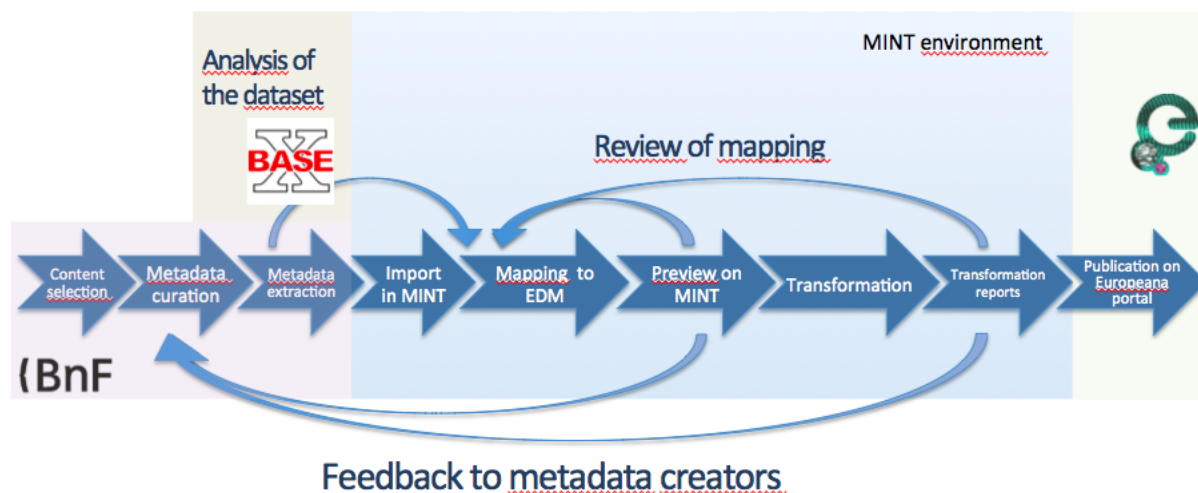 MINT environment
Analysis of
the dataset
X
BASE
Review of mapping
Content
selection
Metadata
curation
Metadata
extraction
Import
in MINT
Mapping to
EDM
Preview on
MINT
Transformation
Transformation
reports
Publication on
Europeana
portal
{BnF
Feedback to metadata creators